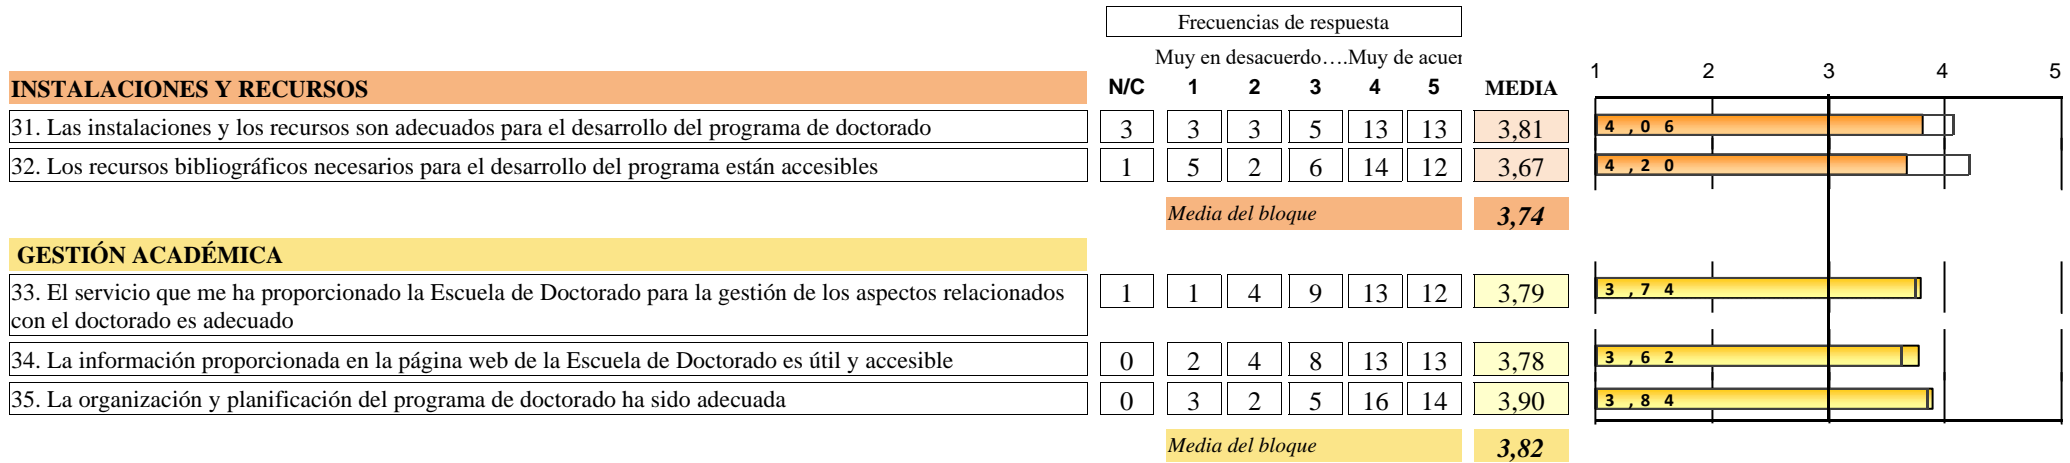 Frecuencias de respuesta
Muy en desacuerdo….Muy de acuer
INSTALACIONES Y RECURSOS N/C 1 2 3 4 5 MEDIA 1 2 3 4 5
31. Las instalaciones y los recursos son adecuados para el desarrollo del programa de doctorado 3 3 3 5 13 13 3,81 4,06
32. Los recursos bibliográficos necesarios para el desarrollo del programa están accesibles 1 5 2 6 14 12 3,67 4,20
Media del bloque 3,74
GESTIÓN ACADÉMICA
33. El servicio que me ha proporcionado la Escuela de Doctorado para la gestión de los aspectos relacionados
con el doctorado es adecuado 1 1 4 9 13 12 3,79 3,74
34. La información proporcionada en la página web de la Escuela de Doctorado es útil y accesible 0 2 4 8 13 13 3,78 3,62
35. La organización y planificación del programa de doctorado ha sido adecuada 0 3 2 5 16 14 3,90 3,84
Media del bloque 3,82